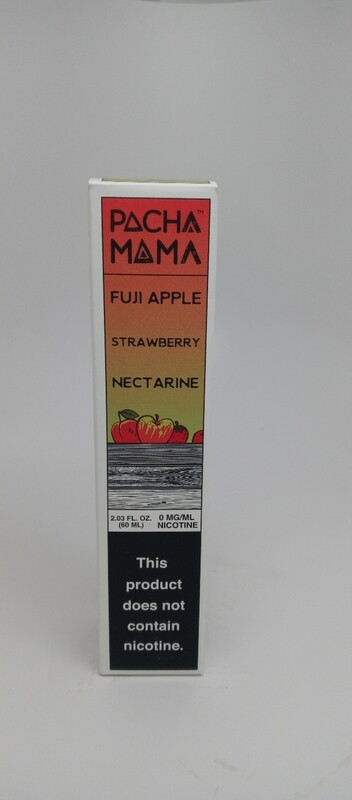 PACHA™
MAMA
FUJI APPLE
STRAWBERRY
NECTARINE
2.03 FL. OZ. 0 MG/ML
(60 ML) NICOTINE
This
product
does not
contain
nicotine.